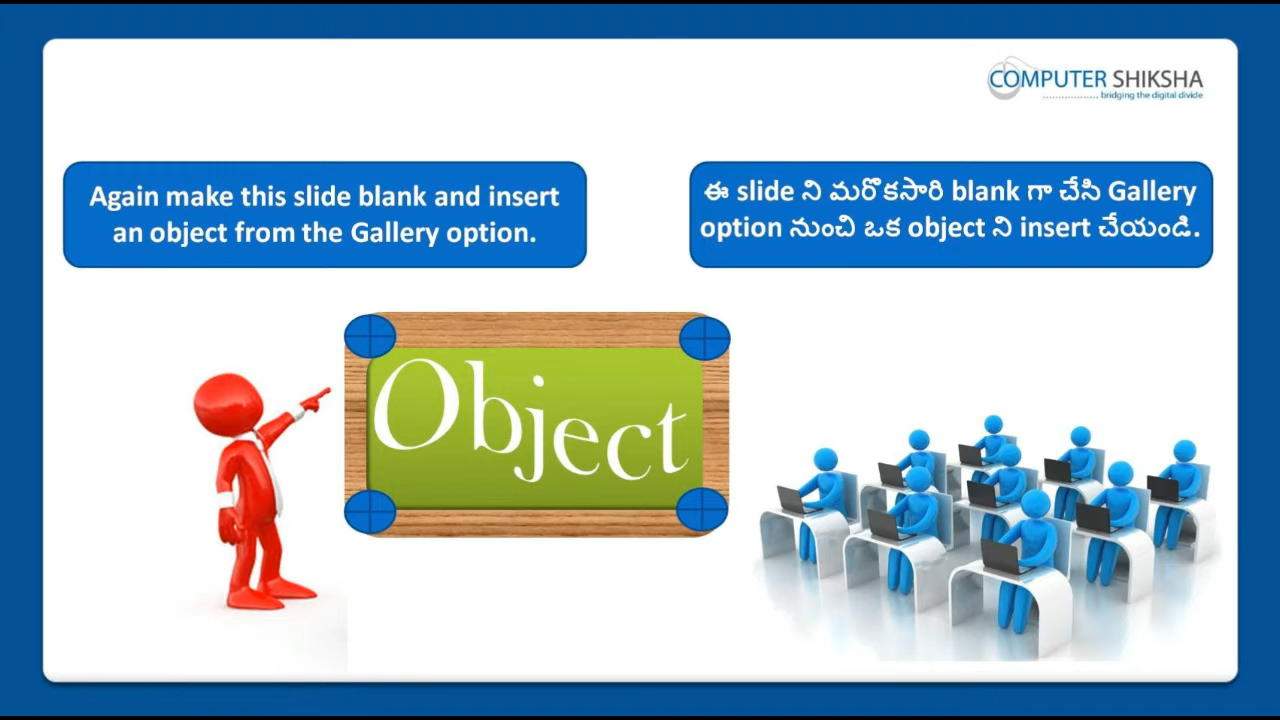 COMPUTER SHIKSHA
bridging the digital divide
Again make this slide blank and insert
an object from the Gallery option.
ఈ slide ని మరొకసారి blank గా చేసి Gallery
option నుంచి ఒక object ని insert చేయండి.
Object